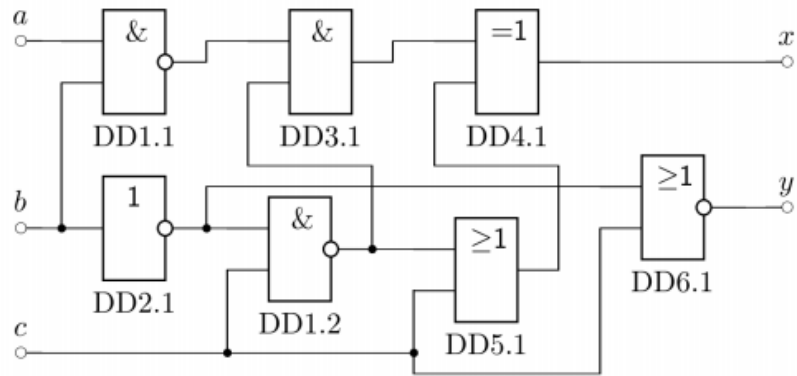 a
&
&
=1
x
DD1.1
DD3.1
DD4.1
b
1
&
≥1
≥1
y
DD2.1
DD1.2
DD5.1
DD6.1
c